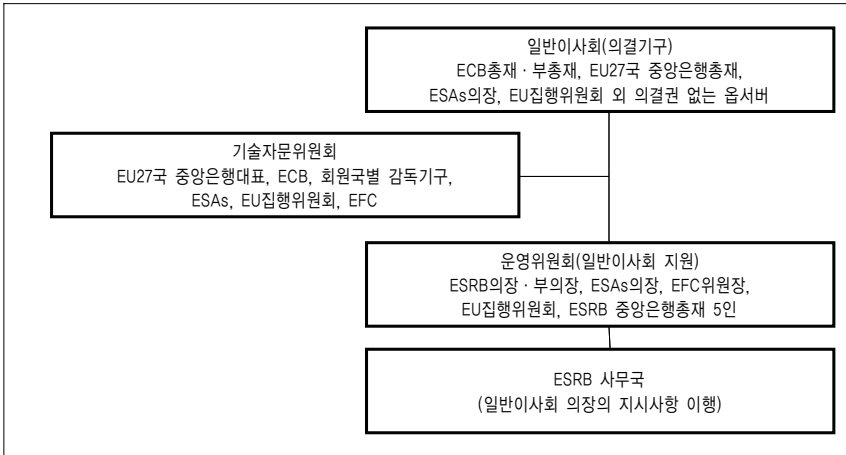 일반이사회(의결기구)
ECB총재 · 부총재, EU27국 중앙은행총재,
ESAs의장, EU집행위원회 외 의결권 없는 옵서버
기술자문위원회
EU27국 중앙은행대표, ECB, 회원국별 감독기구,
ESAs, EU집행위원회, EFC
운영위원회(일반이사회 지원)
ESRB의장 · 부의장, ESAs의장, EFC위원장,
EU집행위원회, ESRB 중앙은행총재 5인
ESRB 사무국
(일반이사회 의장의 지시사항 이행)